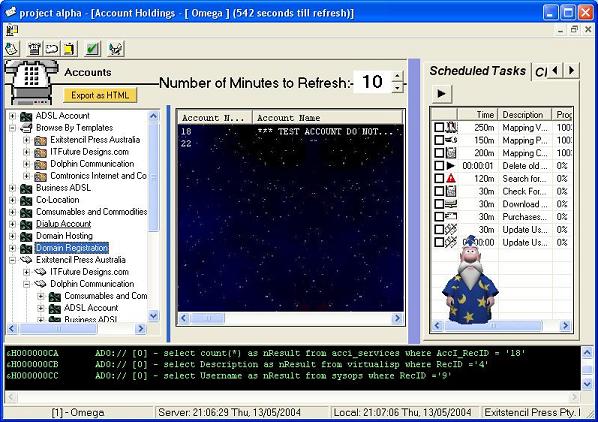 project alpha - [Account Holdings - [ Omega ] (542 seconds till refresh)]
Accounts
Export as HTML
Number of Minutes to Refresh:- 10
Scheduled Tasks
ADSL Account
Browse By Templates
Exitstencil Press Australia
ITFuture Designs.com
Dolphin Communication
Comtronics Internet and Co
Business ADSL
Co-Location
Comsumables and Commodities
Dialup Account
Domain Hosting
Domain Registration
Exitstencil Press Australia
ITFuture Designs.com
Dolphin Communication
Comsumables and Com
ADSL Account
Business ADSL
Account N... Account Name
18 *** TEST ACCOUNT DO NOT...
22 --
Time Description Prog
250m Mapping V... 100%
150m Mapping P... 100%
200m Mapping C... 100%
00:00:01 Delete old ... 0%
120m Search for... 0%
30m Check For... 0%
30m Download ... 0%
30m Purchases... 0%
30m Update Us... 0%
00:00 Update Us... 0%
&H000000CA ADO:// [0] - select count(*) as nResult from acci_services where AccI_RecID = '18'
&H000000CB ADO:// [0] - select Description as nResult from virtualisp where RecID ='4'
&H000000CC ADO:// [0] - select Username as nResult from sysops where RecID ='9'
[1] - Omega
Server: 21:06:29 Thu, 13/05/2004
Local: 21:07:06 Thu, 13/05/2004
Exitstencil Press Pty. L